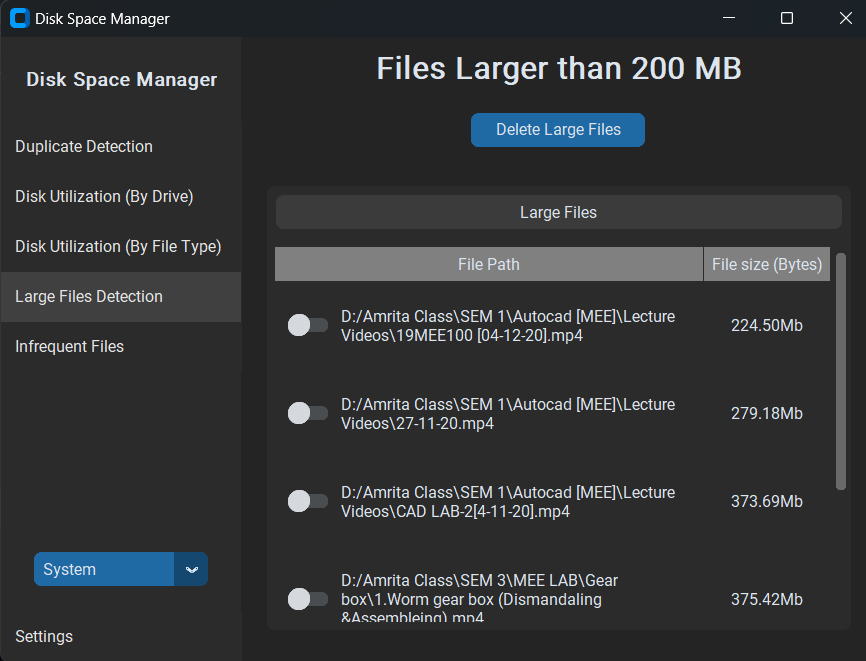 Disk Space Manager
Disk Space Manager
Duplicate Detection
Disk Utilization (By Drive)
Disk Utilization (By File Type)
Large Files Detection
Infrequent Files
System
Settings
Files Larger than 200 MB
Delete Large Files
Large Files
File Path File size (Bytes)
D:/Amrita Class\SEM 1\Autocad [MEE]\Lecture
Videos\19MEE100 [04-12-20].mp4
224.50Mb
D:/Amrita Class\SEM 1\Autocad [MEE]\Lecture
Videos\27-11-20.mp4
279.18Mb
D:/Amrita Class\SEM 1\Autocad [MEE]\Lecture
Videos\CAD LAB-2[4-11-20].mp4
373.69Mb
D:/Amrita Class\SEM 3\MEE LAB\Gear
box\1.Worm gear box (Dismandaling
&Assembleing).mp4
375.42Mb